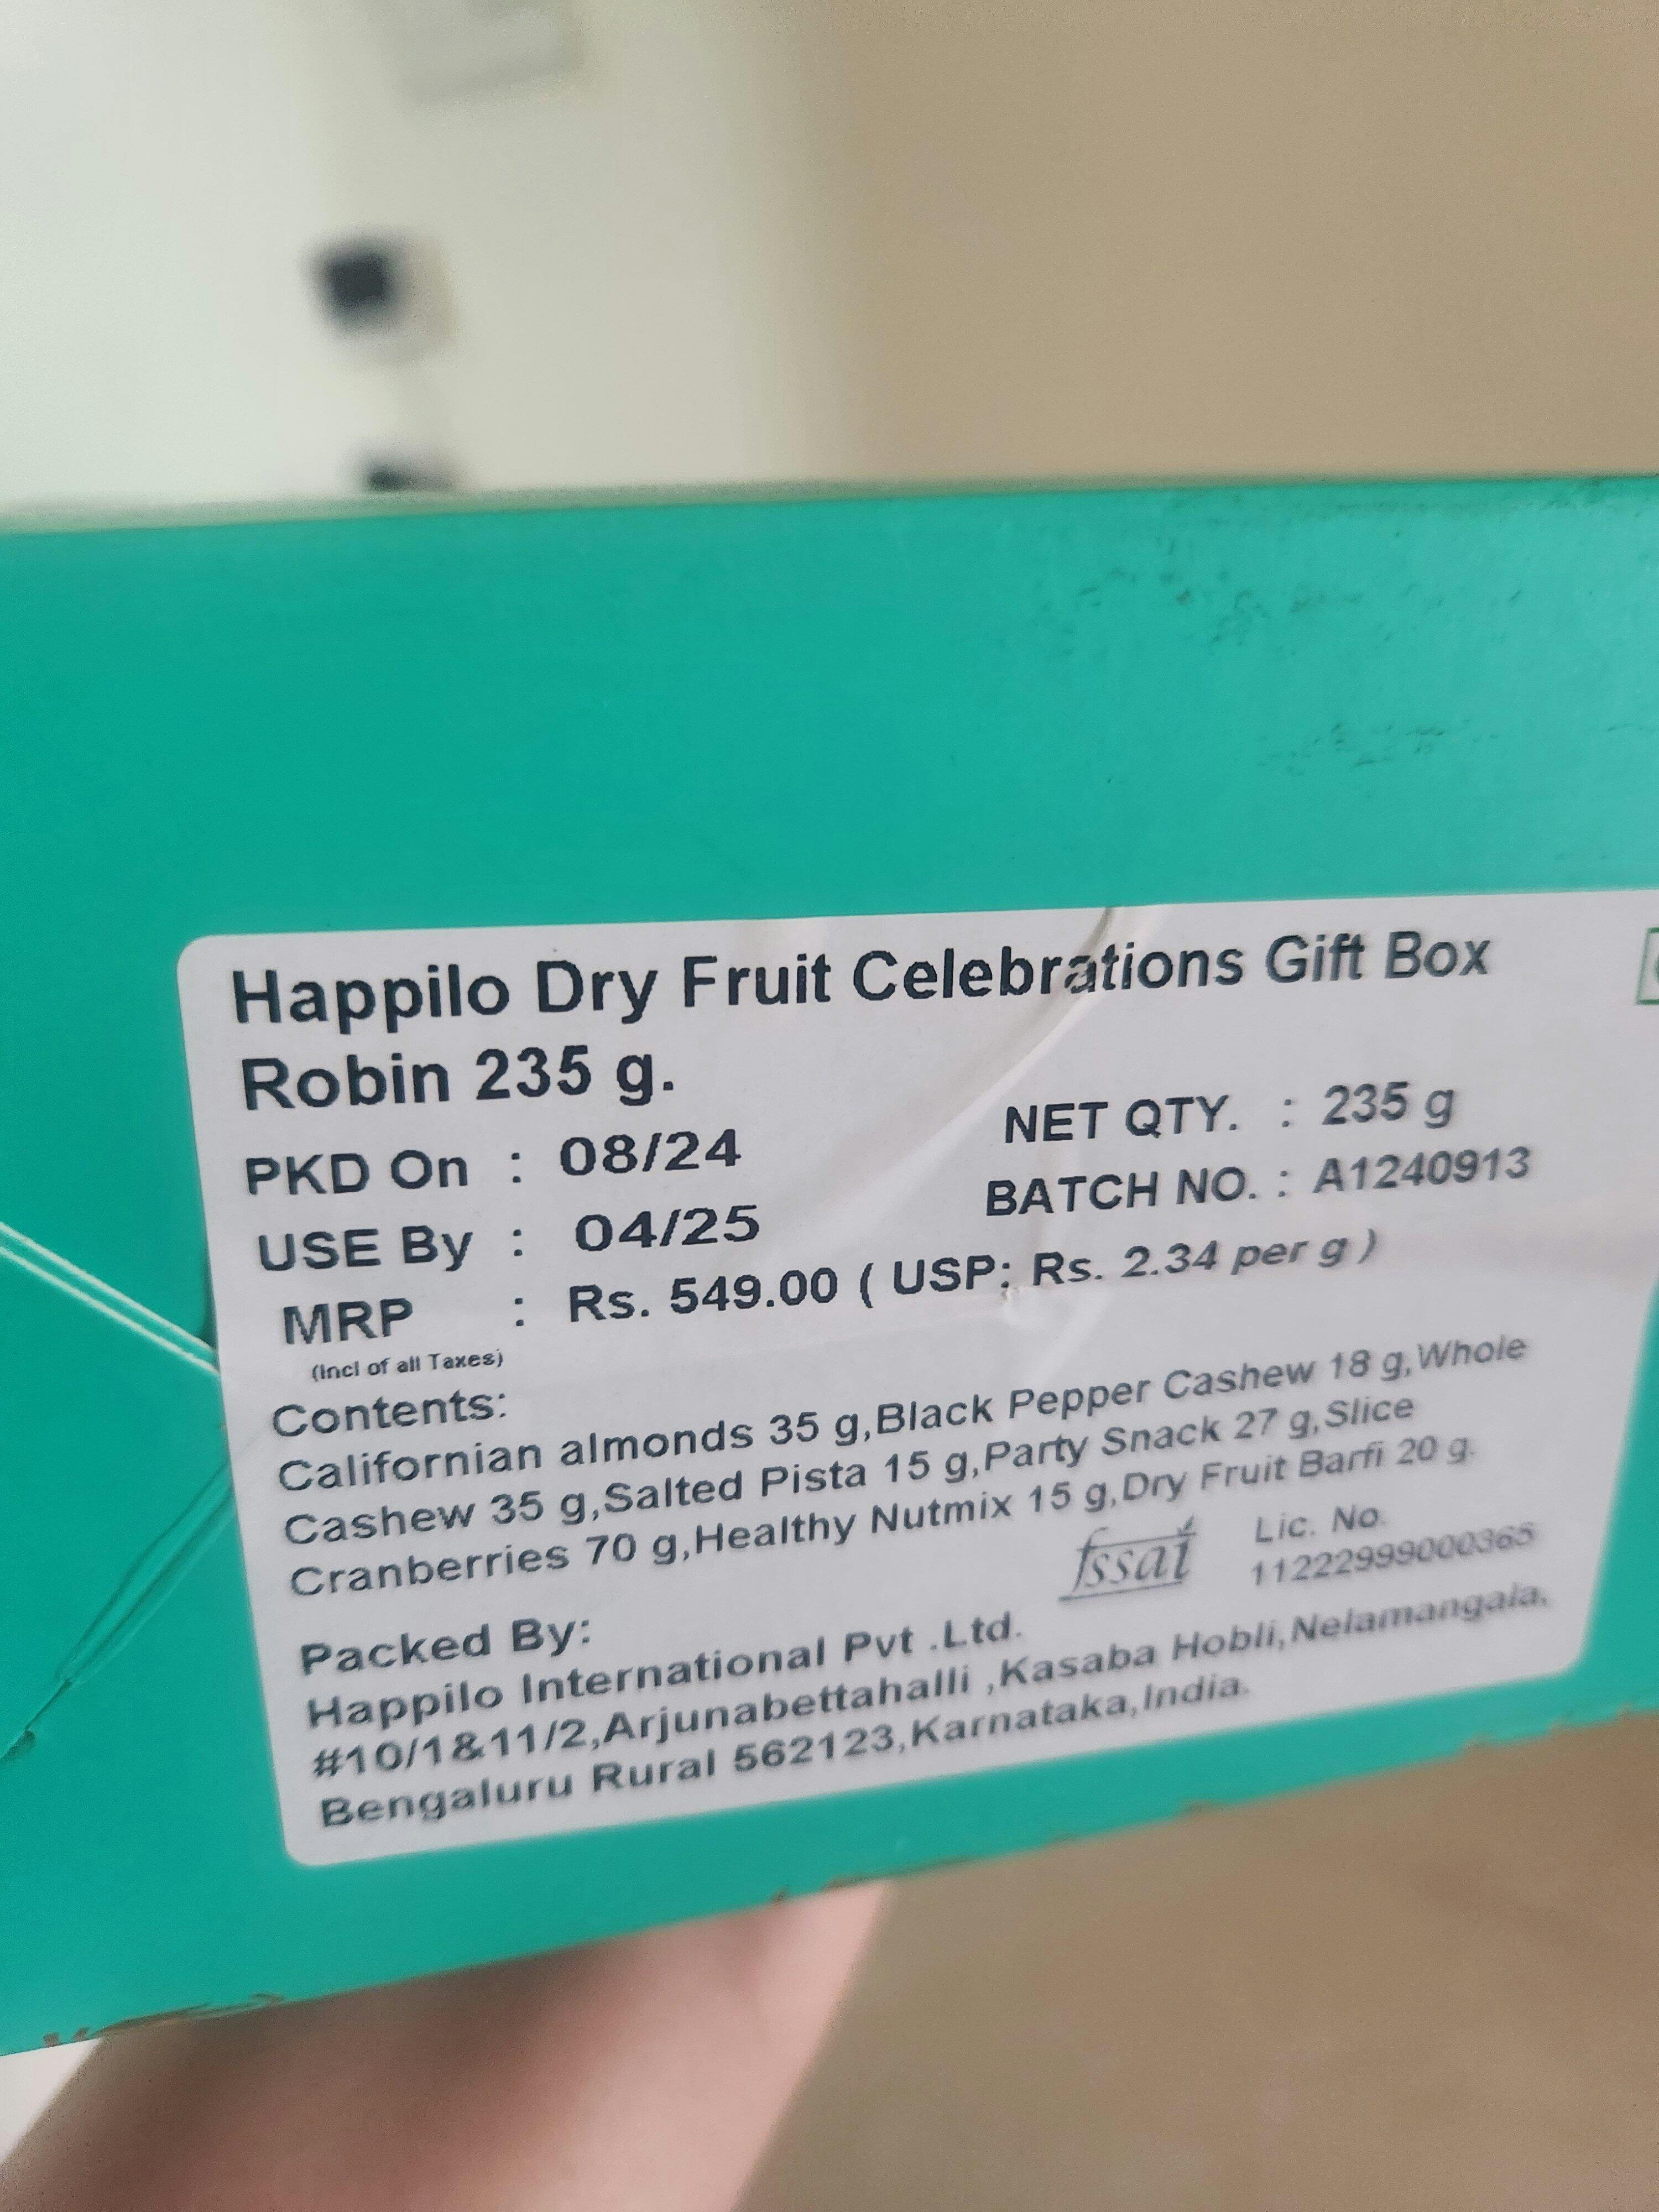 Happilo Dry Fruit Celebrations Gift Box
Robin 235 g.
PKD On : 08/24
NET QTY. : 235 g
USE By : 04/25
BATCH NO. : A1240913
MRP : Rs. 549.00 ( USP: Rs. 2.34 per g )
(Incl of all Taxes)
Contents:
Californian almonds 35 g,Black Pepper Cashew 18 g,Whole
Cashew 35 g,Salted Pista 15 g,Party Snack 27 g,Slice
Cranberries 70 g,Healthy Nutmix 15 g,Dry Fruit Barfi 20 g.
fssai
Lic. No.
11222999000365
Packed By:
Happilo International Pvt .Ltd.
#10/1&11/2,Arjunabettahalli ,Kasaba Hobli,Nelamangala,
Bengaluru Rural 562123,Karnataka,India.